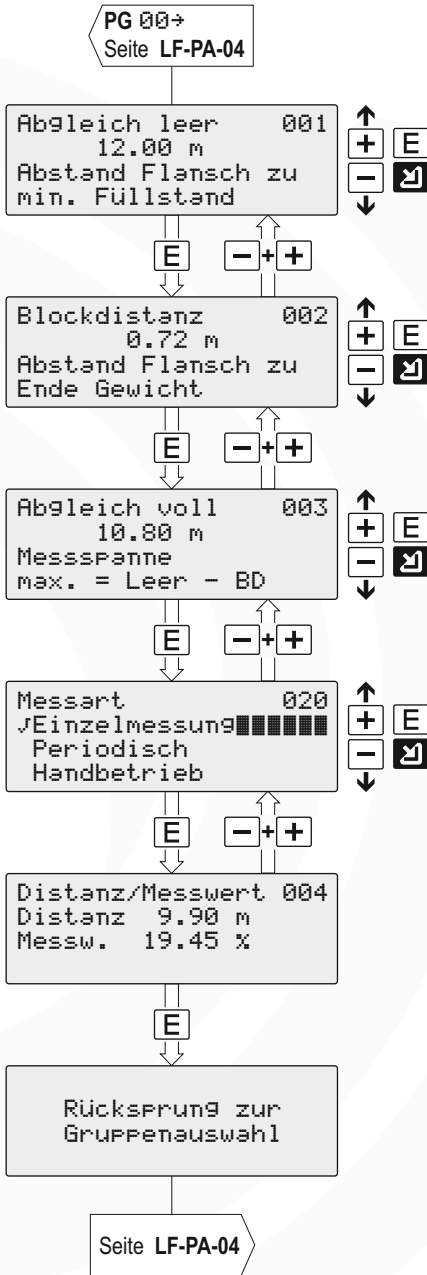 PG 00→
Seite LF-PA-04
Abgleich leer 001
12.00 m
Abstand Flansch zu
min. Füllstand
+ E
−
E
− + +
Blockdistanz 002
0.72 m
Abstand Flansch zu
Ende Gewicht
+ E
−
E
− + +
Abgleich voll 003
10.80 m
Messspanne
max. = Leer - BD
+ E
−
E
− + +
Messart 020
√Einzelmessung
Periodisch
Handbetrieb
+ E
−
E
− + +
Distanz/Messwert 004
Distanz 9.90 m
Messw. 19.45 %
E
Rücksprung zur
Gruppenauswahl
Seite LF-PA-04